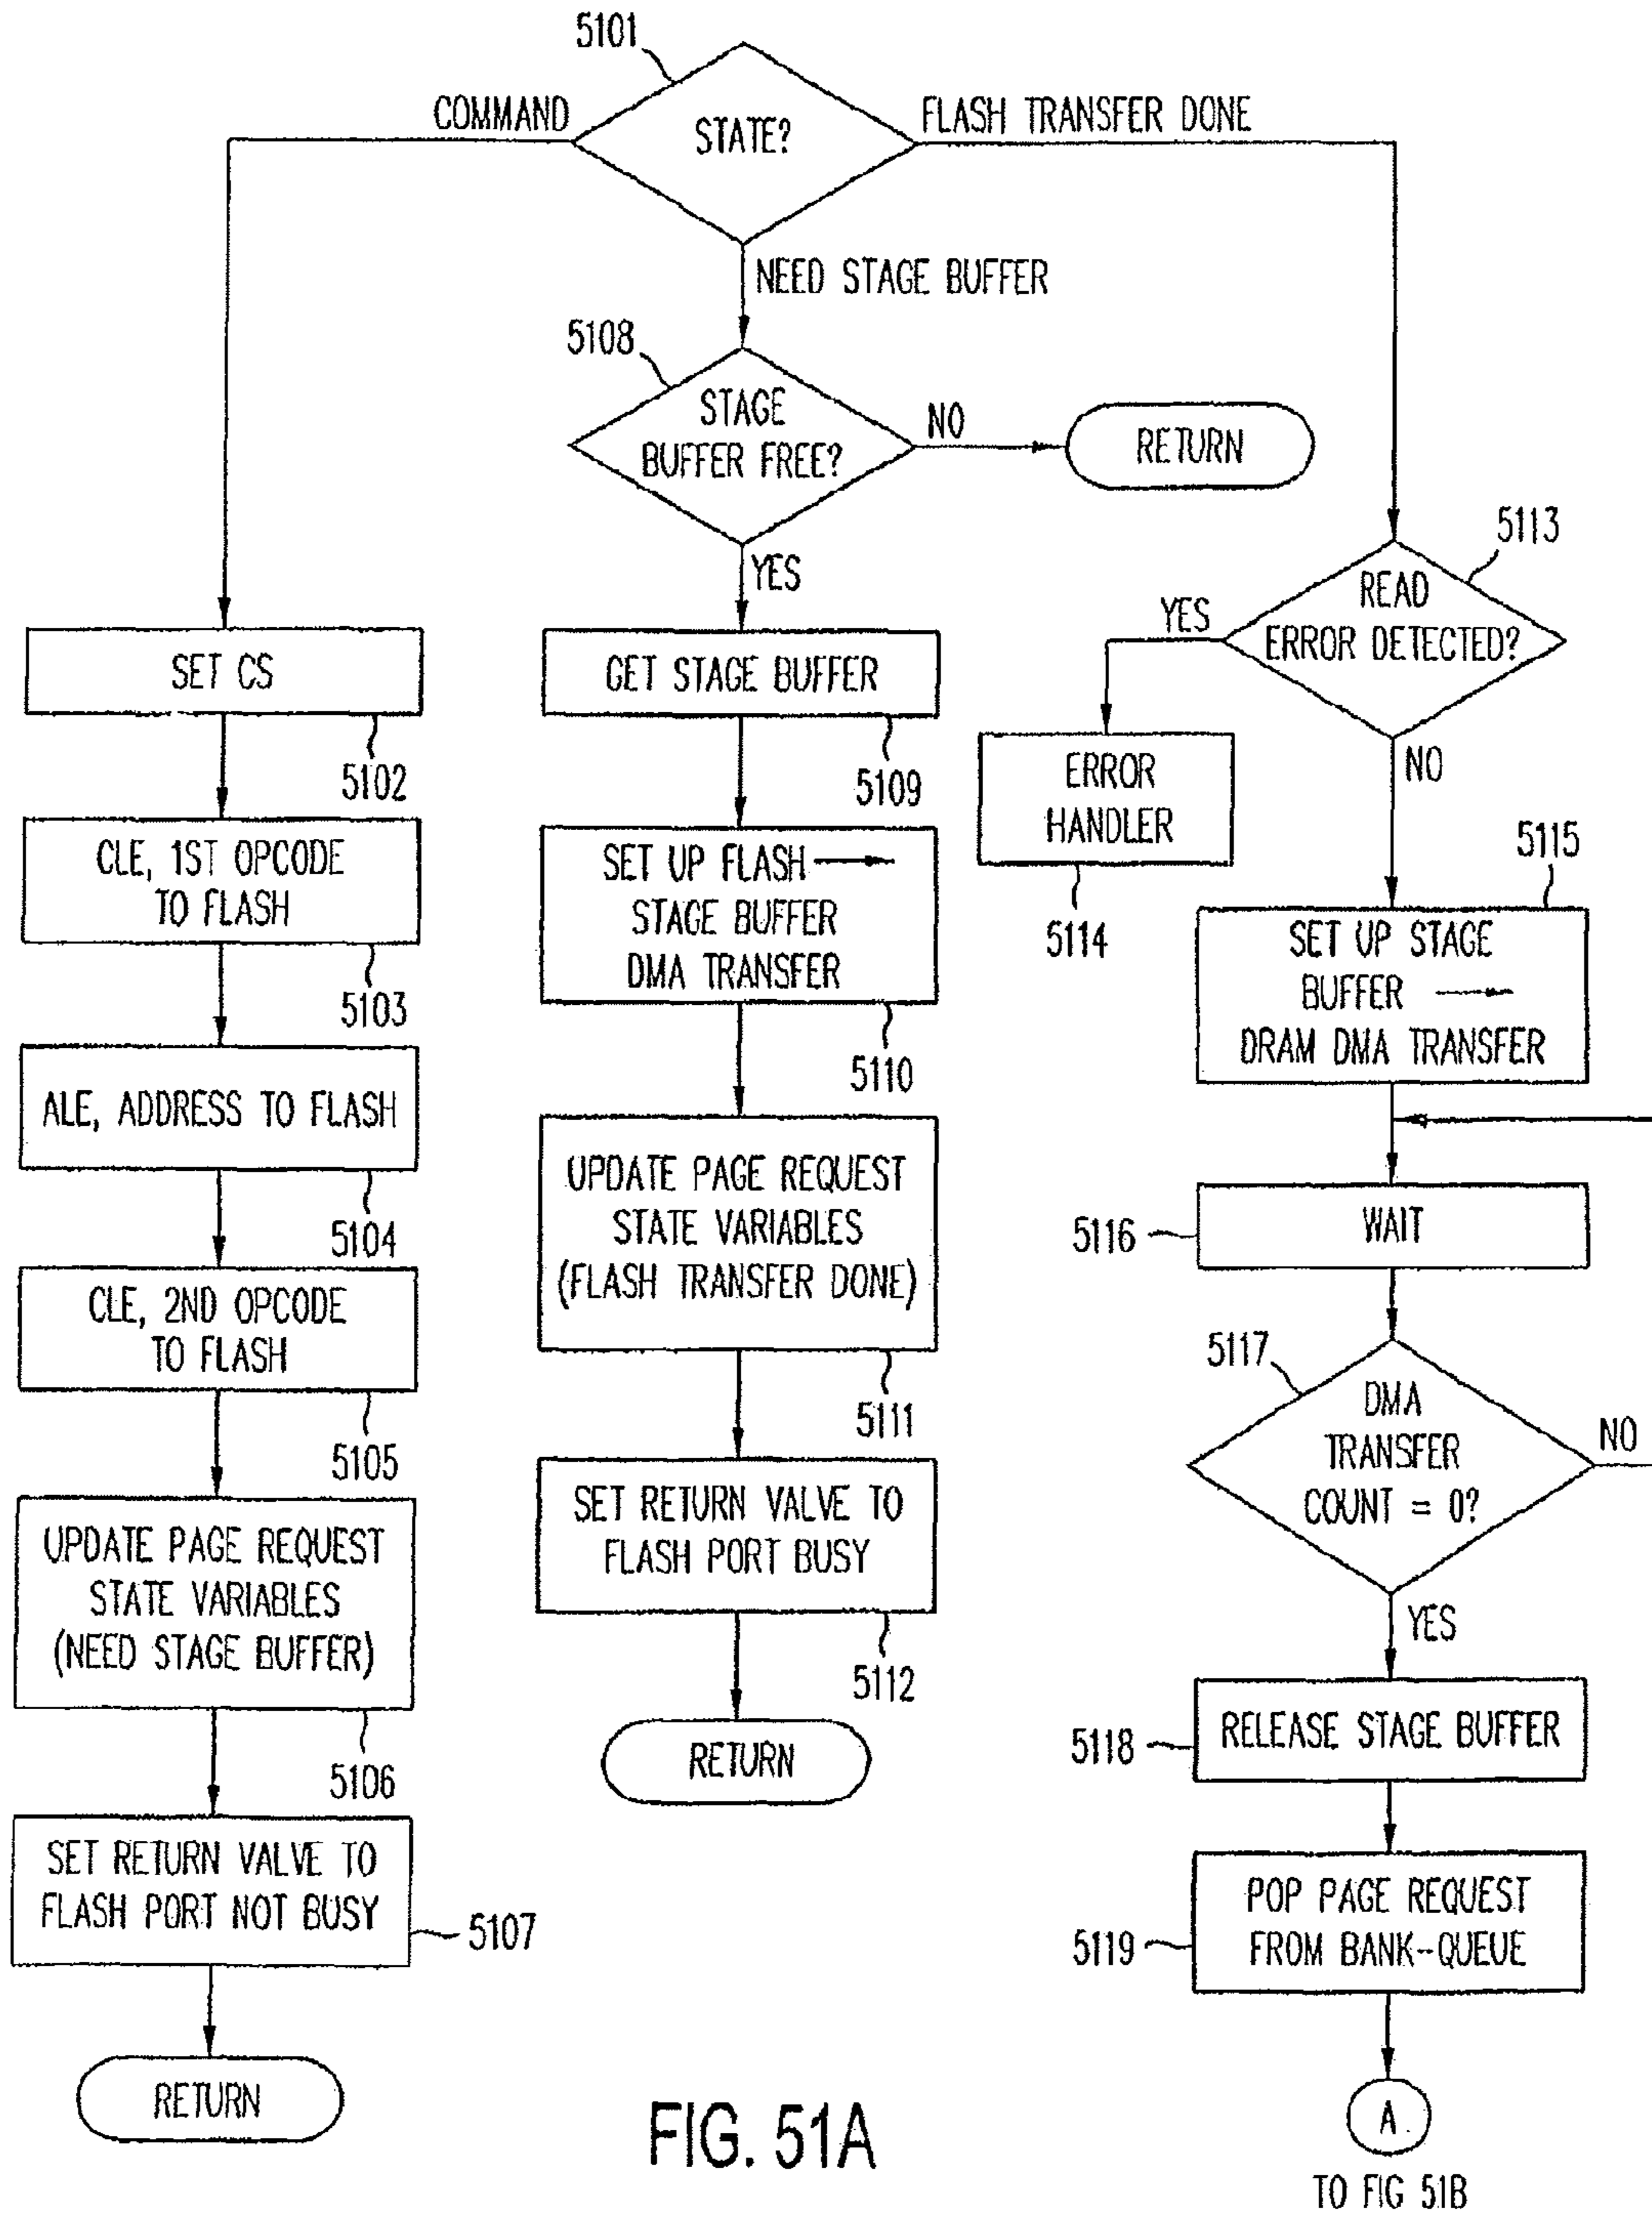 5101
STATE?
COMMAND
FLASH TRANSFER DONE
NEED STAGE BUFFER
5108
STAGE
BUFFER FREE?
NO
RETURN
YES
SET CS
5102
CLE, 1ST OPCODE
TO FLASH
5103
ALE, ADDRESS TO FLASH
5104
CLE, 2ND OPCODE
TO FLASH
5105
UPDATE PAGE REQUEST
STATE VARIABLES
(NEED STAGE BUFFER)
5106
SET RETURN VALVE TO
FLASH PORT NOT BUSY
5107
RETURN
GET STAGE BUFFER
5109
SET UP FLASH →
STAGE BUFFER
DMA TRANSFER
5110
UPDATE PAGE REQUEST
STATE VARIABLES
(FLASH TRANSFER DONE)
5111
SET RETURN VALVE TO
FLASH PORT BUSY
5112
RETURN
5113
READ
ERROR DETECTED?
YES
ERROR
HANDLER
5114
NO
5115
SET UP STAGE
BUFFER →
DRAM DMA TRANSFER
5116
WAIT
5117
DMA
TRANSFER
COUNT = 0?
NO
YES
5118
RELEASE STAGE BUFFER
5119
POP PAGE REQUEST
FROM BANK-QUEUE
A
TO FIG 51B
FIG. 51A